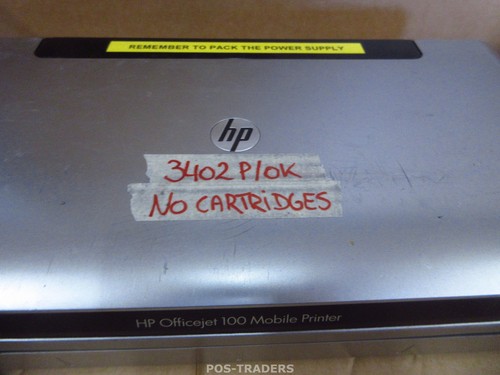 REMEMBER TO PACK THE POWER SUPPLY
hp
3402 P/OK
NO CARTRIDGES
HP Officejet 100 Mobile Printer
POS-TRADERS